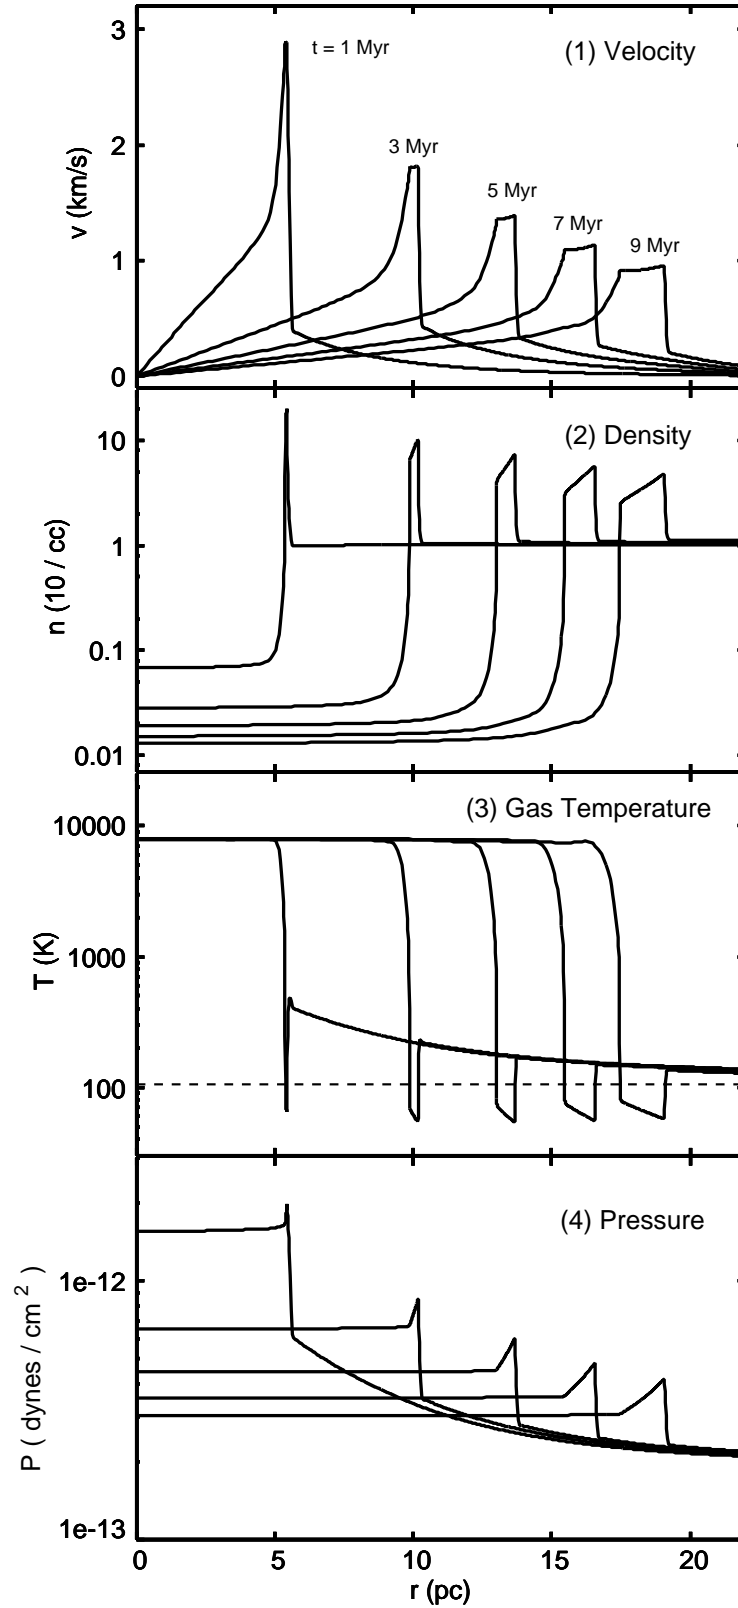 3
2
1
0
v (km/s)
(1) Velocity
t = 1 Myr
3 Myr
5 Myr
7 Myr
9 Myr
10
1
0.1
0.01
n (10 / cc)
(2) Density
10000
1000
100
T (K)
(3) Gas Temperature
1e-12
1e-13
P ( dynes / cm 2 )
(4) Pressure
0 5 10 15 20
r (pc)